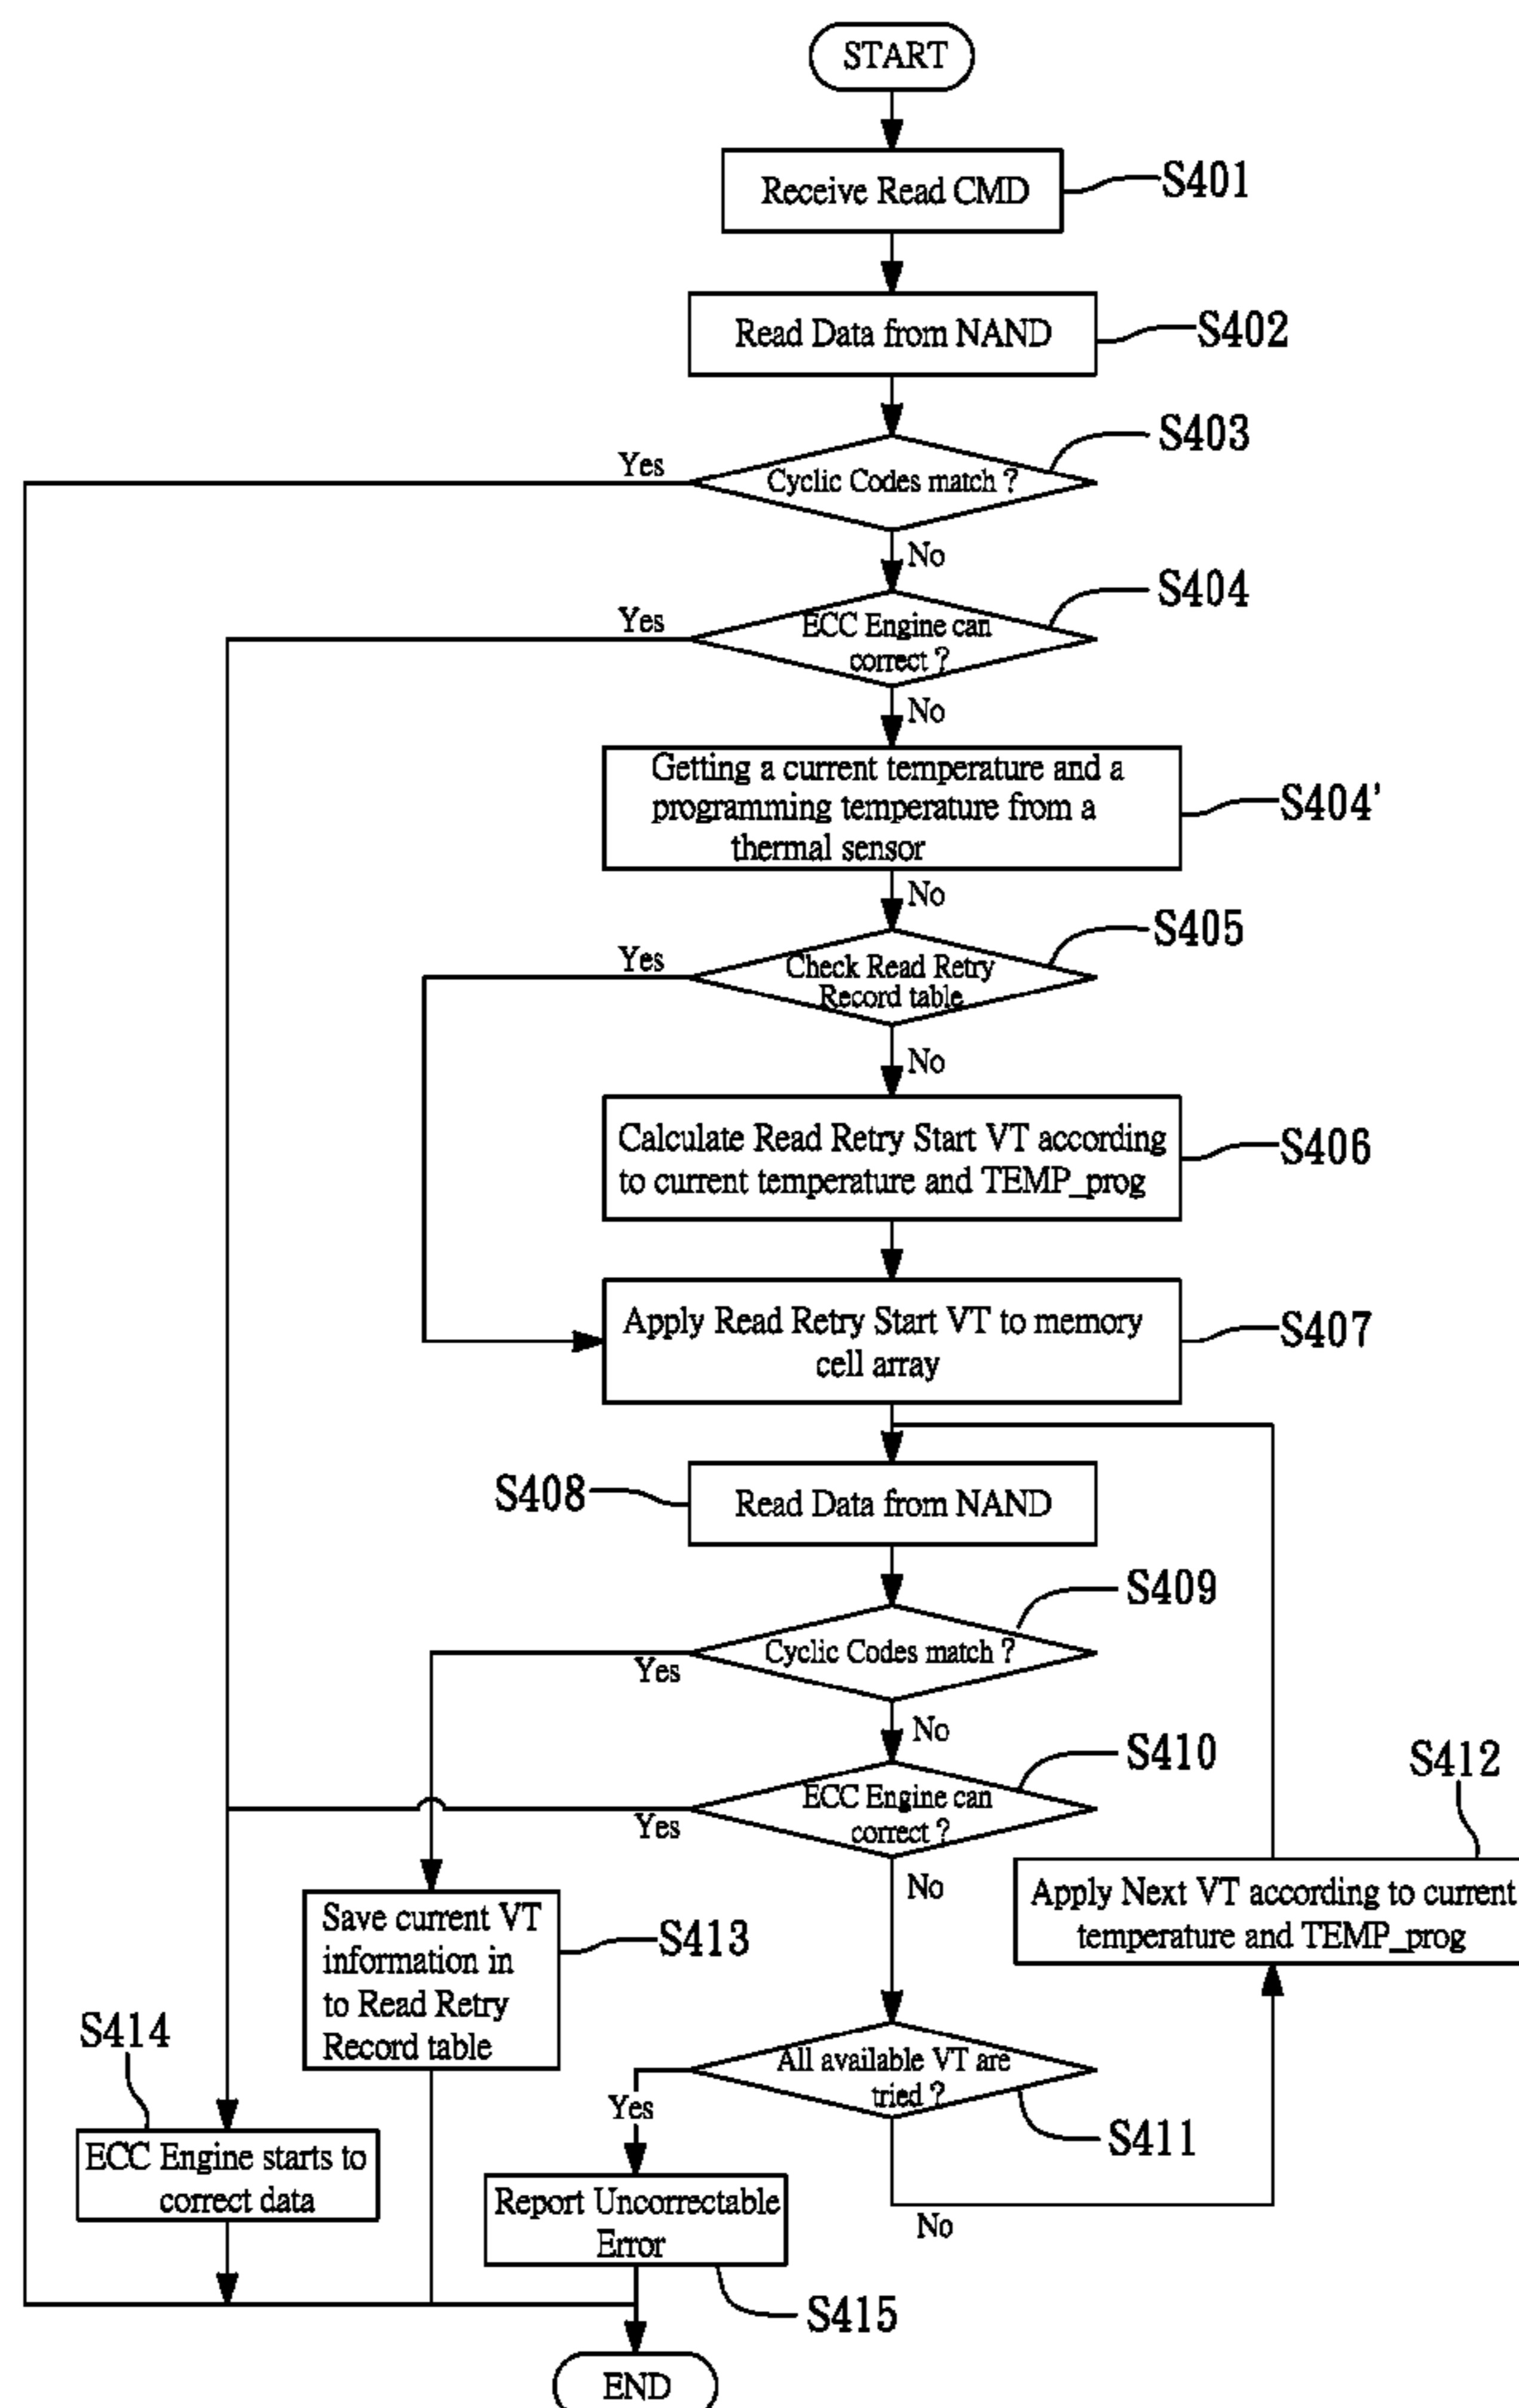 START
Receive Read CMD
S401
Read Data from NAND
S402
S403
Yes
Cyclic Codes match ?
No
S404
Yes
ECC Engine can
correct ?
No
Getting a current temperature and a
programming temperature from a
thermal sensor
S404'
No
S405
Yes
Check Read Retry
Record table
No
Calculate Read Retry Start VT according
to current temperature and TEMP_prog
S406
Apply Read Retry Start VT to memory
cell array
S407
S408
Read Data from NAND
S409
Cyclic Codes match ?
Yes
No
S410
S412
ECC Engine can
correct ?
Yes
No
Apply Next VT according to current
temperature and TEMP_prog
Save current VT
information in
to Read Retry
Record table
S413
S414
All available VT are
tried ?
Yes
S411
ECC Engine starts to
correct data
Report Uncorrectable
Error
No
S415
END